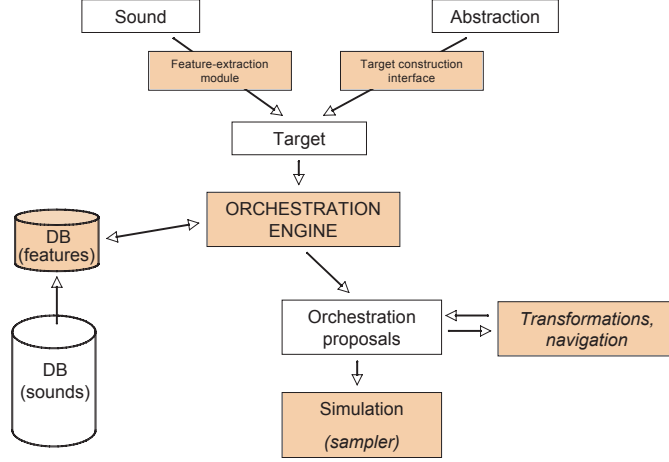 Sound
Abstraction
Feature-extraction
module
Target construction
interface
Target
ORCHESTRATION
ENGINE
DB
(features)
Orchestration
proposals
Transformations,
navigation
DB
(sounds)
Simulation
(sampler)